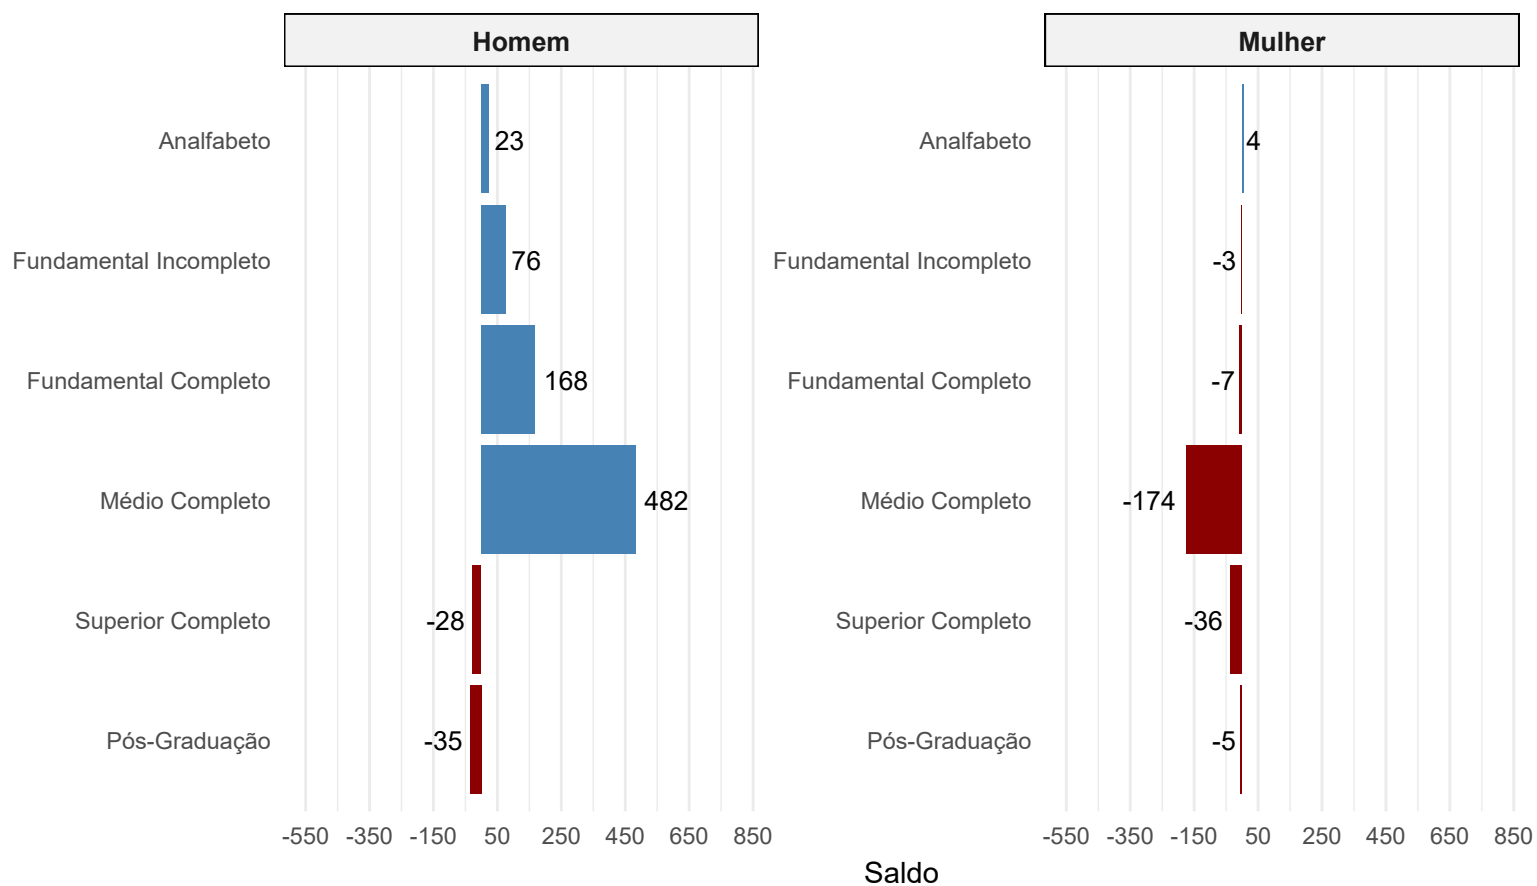 Homem
Analfabeto 23
Fundamental Incompleto 76
Fundamental Completo 168
Médio Completo 482
Superior Completo -28
Pós-Graduação -35
-550 -350 -150 50 250 450 650 850
Mulher
Analfabeto 4
Fundamental Incompleto -3
Fundamental Completo -7
Médio Completo -174
Superior Completo -36
Pós-Graduação -5
-550 -350 -150 50 250 450 650 850
Saldo